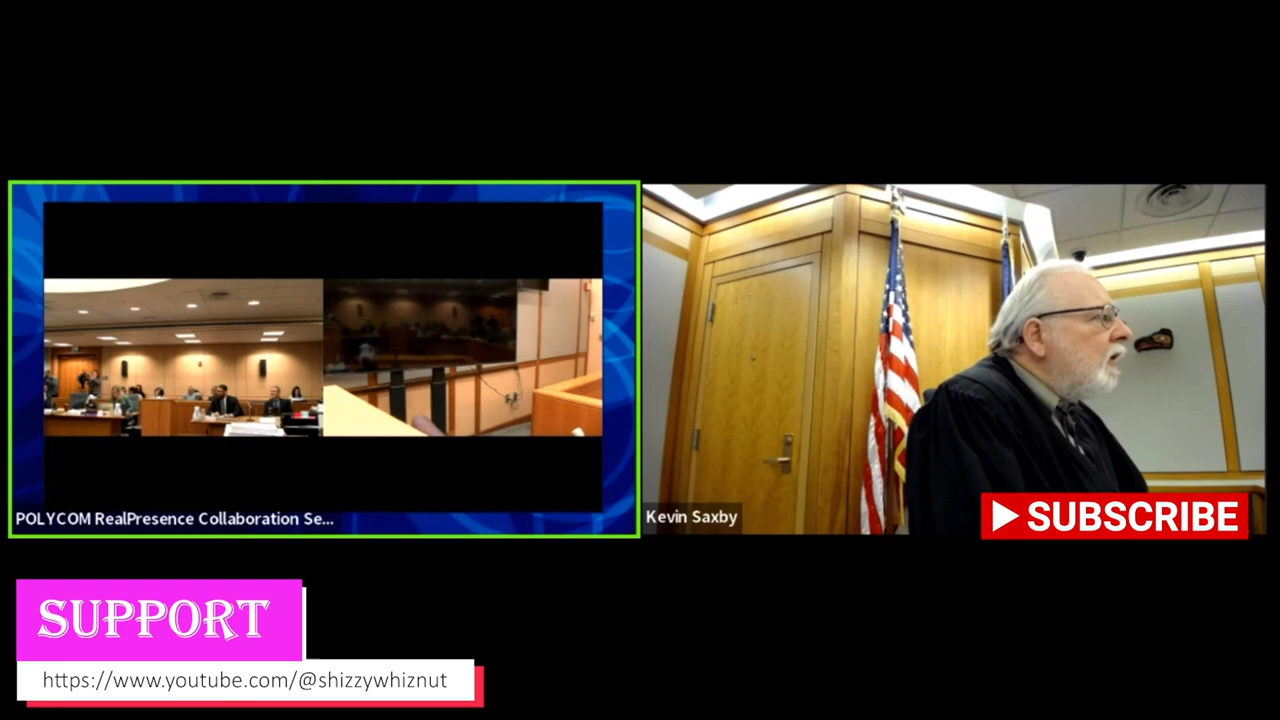 POLYCOM RealPresence Collaboration Se...
Kevin Saxby
SUBSCRIBE
SUPPORT
https://www.youtube.com/@shizzywhiznut